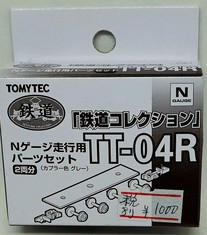 TOMYTEC
N
GAUGE
鉄道
「鉄道コレクション」
Nゲージ走行用
パーツセット
TT-04R
2両分
(カプラー色 グレー)
税
別 ¥1000